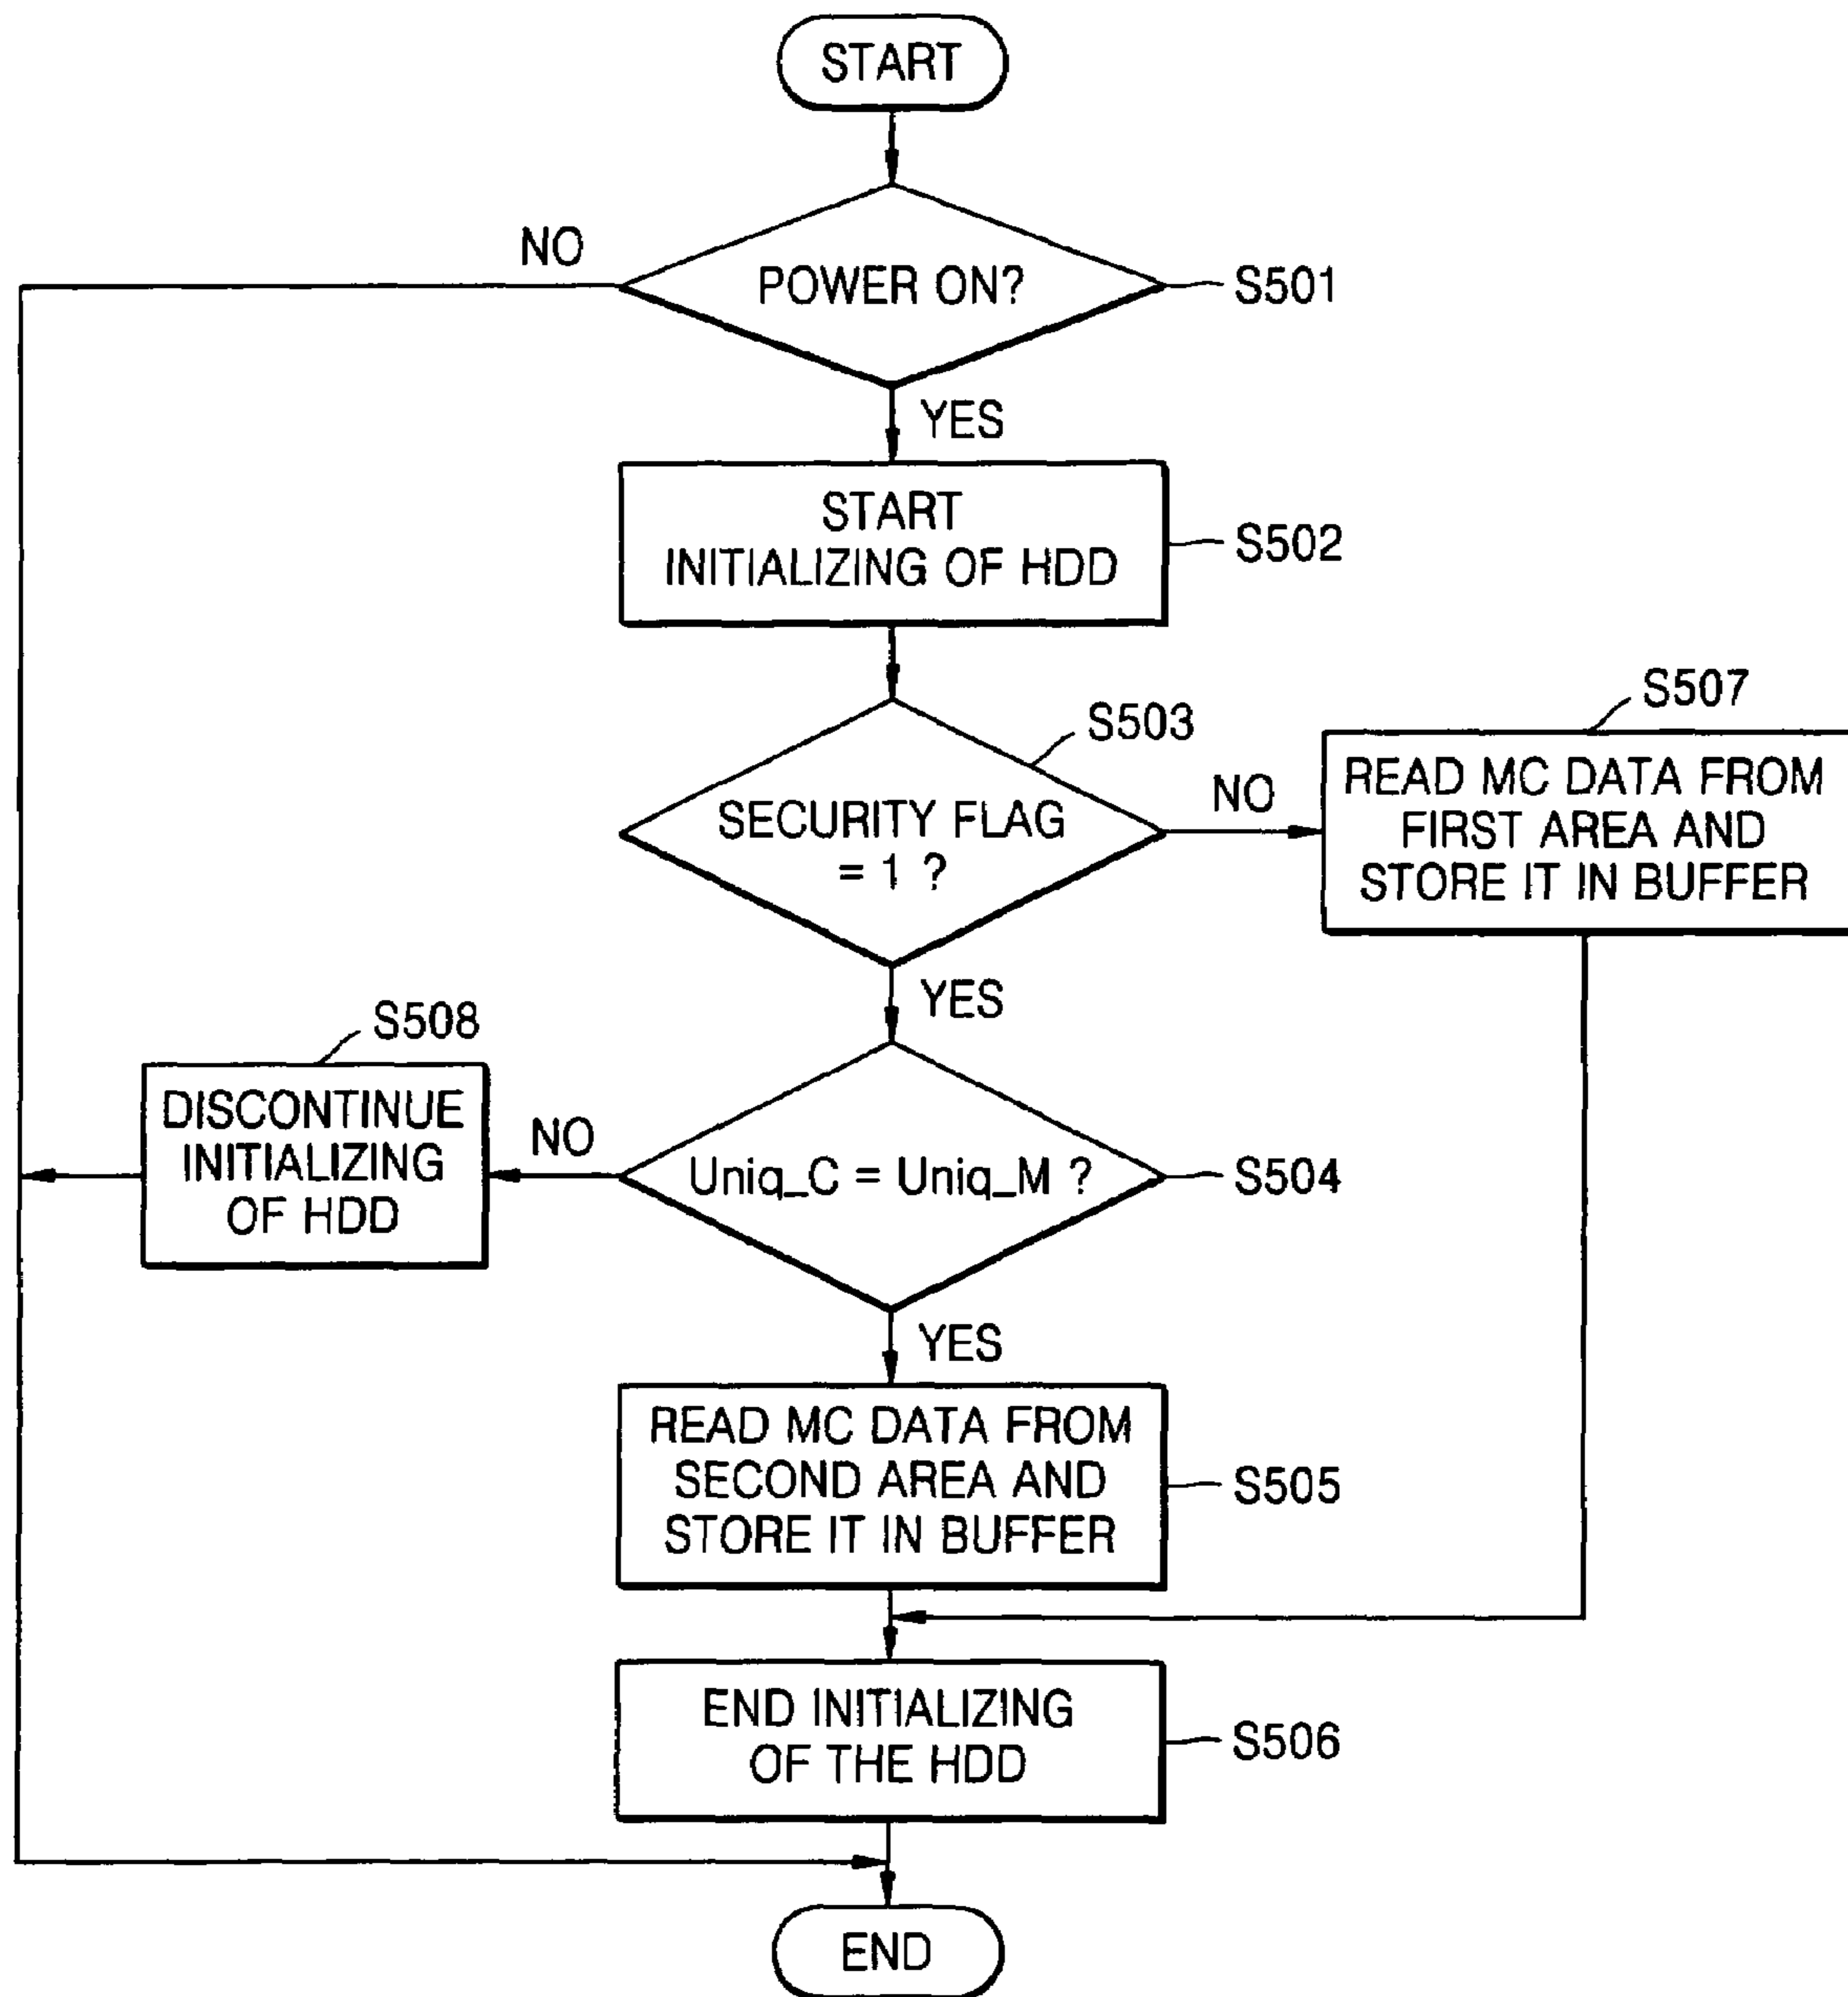 START
NO
POWER ON?
S501
YES
START
INITIALIZING OF HDD
S502
S503
SECURITY FLAG
= 1 ?
NO
S507
READ MC DATA FROM
FIRST AREA AND
STORE IT IN BUFFER
YES
S508
DISCONTINUE
INITIALIZING
OF HDD
NO
Uniq_C = Uniq_M ?
S504
YES
READ MC DATA FROM
SECOND AREA AND
STORE IT IN BUFFER
S505
END INITIALIZING
OF THE HDD
S506
END